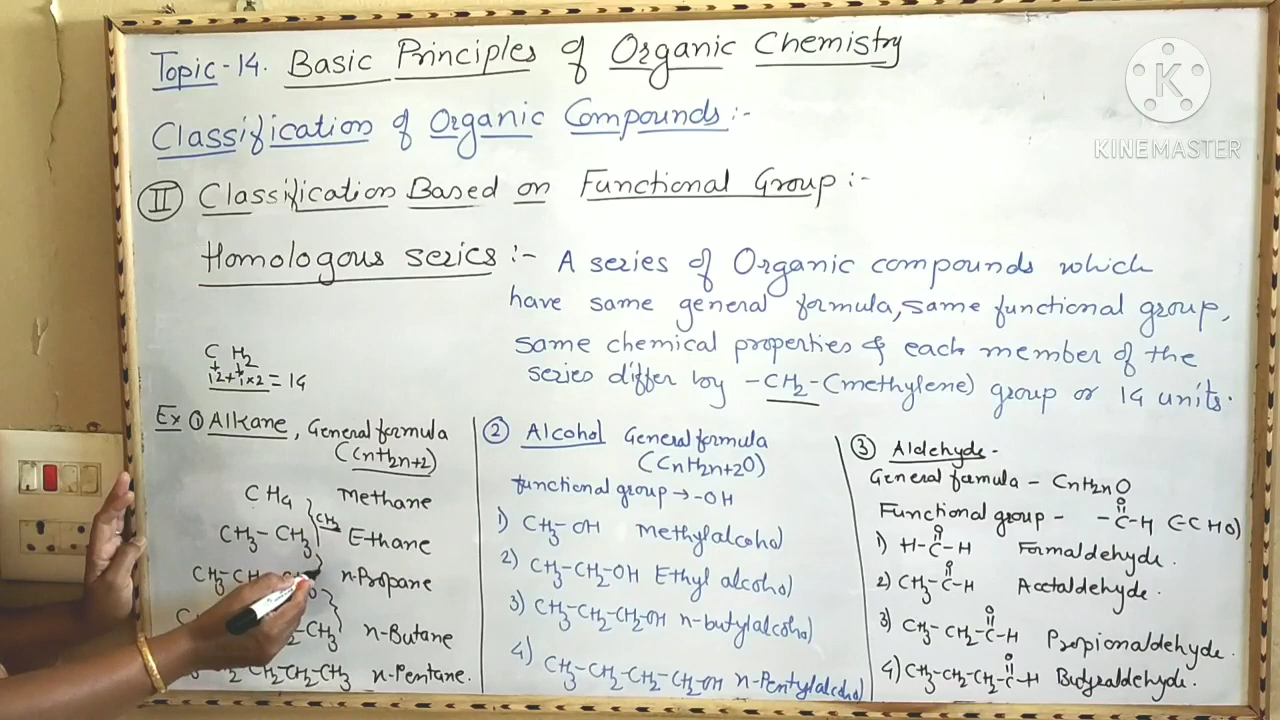 Topic-14. Basic Principles of Organic Chemistry
K
KINEMASTER
Classification of Organic Compounds:-
II Classification Based on Functional Group:-
Homologous series:- A series of Organic compounds which
have same general formula, same functional group,
same chemical properties & each member of the
series differ by -CH2-(methylene) group or 14 units.
C H2
12+1×2=14
Ex ① Alkane, General formula
(CnH2n+2)
CH4 Methane
CH2
CH3-CH3 Ethane
n-Propane
-CH3 n-Butane
CH2-CH2-CH3 n-Pentane.
② Alcohol General formula
(CnH2n+2O)
functional group→-OH
1) CH3-OH Methylalcohol
2) CH3-CH2-OH Ethyl alcohol
3) CH3-CH2-CH2-OH n-butylalcohol
4) CH3-CH2-CH2-CH2-OH n-Pentylalcohol
③ Aldehyde-
General formula - CnH2nO
O
Functional group - -C-H (-CHO)
O
1) H-C-H Formaldehyde.
O
2) CH3-C-H Acetaldehyde.
O
3) CH3-CH2-C-H Propionaldehyde.
O
4) CH3-CH2-CH2-C-H Butyraldehyde.